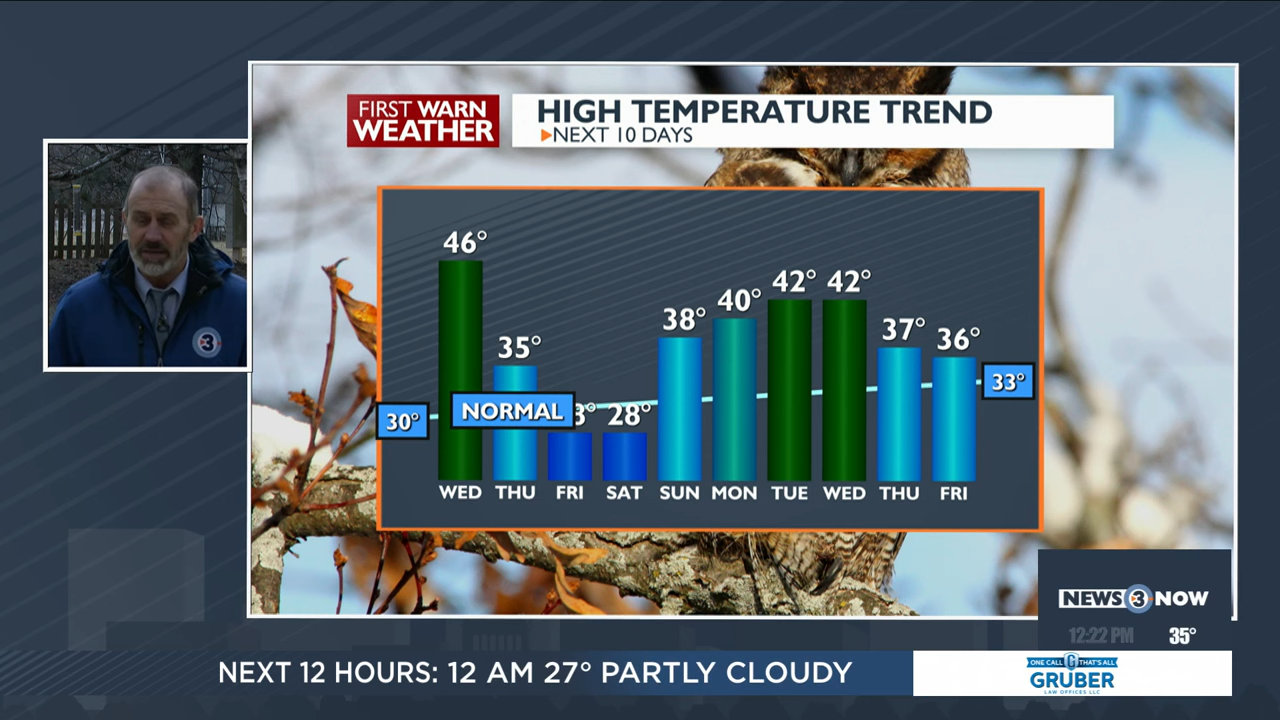 FIRST WARN
WEATHER
HIGH TEMPERATURE TREND
NEXT 10 DAYS
46° 35° 28° 38° 40° 42° 42° 37° 36°
30° NORMAL 33°
WED THU FRI SAT SUN MON TUE WED THU FRI
3
NEWS 3 NOW
12:22 PM 35°
NEXT 12 HOURS: 12 AM 27° PARTLY CLOUDY
ONE CALL G THAT'S ALL
GRUBER
LAW OFFICES LLC